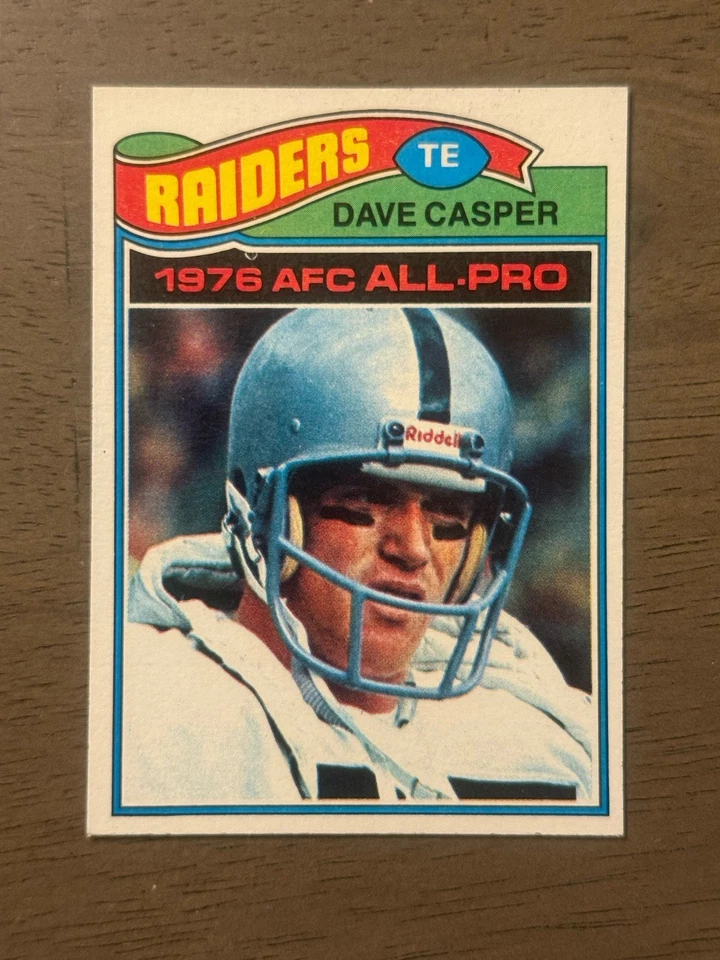 RAIDERS
TE
DAVE CASPER
1976 AFC ALL-PRO
Riddell